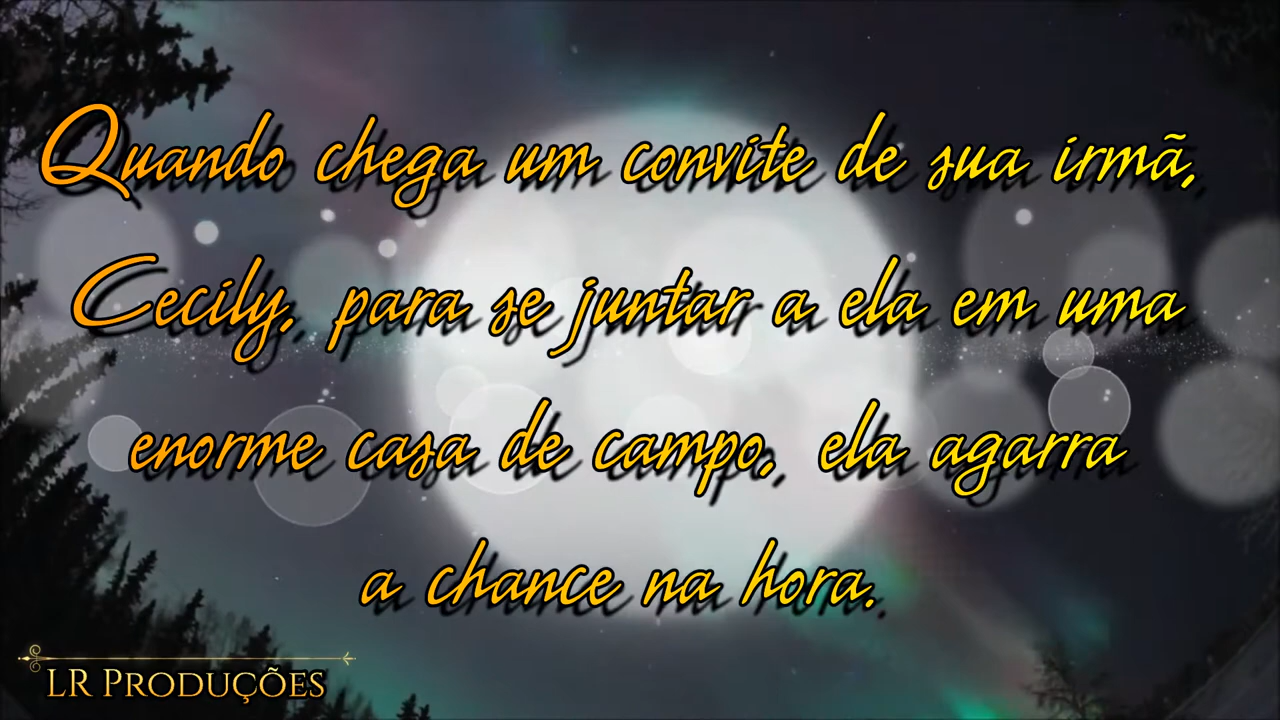 Quando chega um convite de sua irmã,
Cecily, para se juntar a ela em uma
enorme casa de campo, ela agarra
a chance na hora.
LR Produções